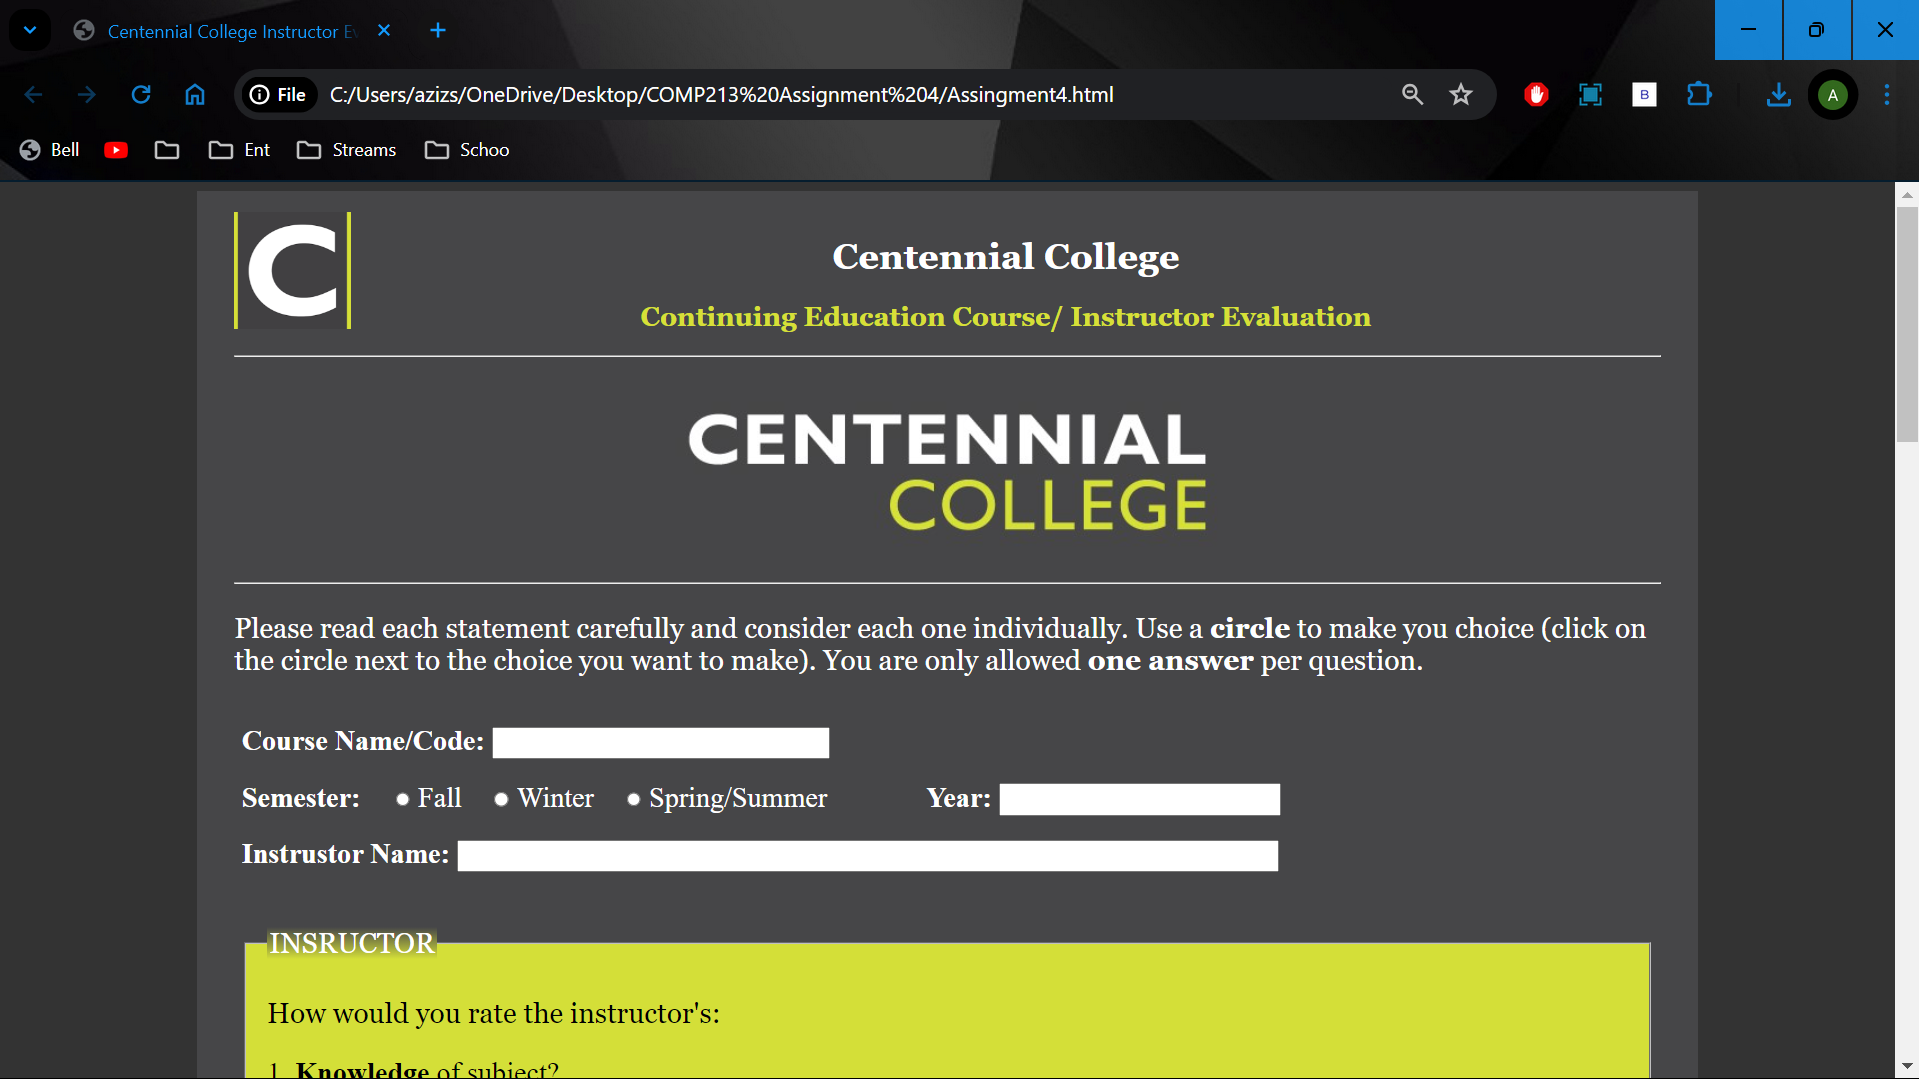 Centennial College Instructor Ev
File C:/Users/azizs/OneDrive/Desktop/COMP213%20Assignment%204/Assingment4.html
B
A
Bell Ent Streams Schoo
C
Centennial College
Continuing Education Course/ Instructor Evaluation
CENTENNIAL
COLLEGE
Please read each statement carefully and consider each one individually. Use a circle to make you choice (click on
the circle next to the choice you want to make). You are only allowed one answer per question.
Course Name/Code:
Semester: Fall Winter Spring/Summer Year:
Instrustor Name:
INSRUCTOR
How would you rate the instructor's:
1. Knowledge of subject?